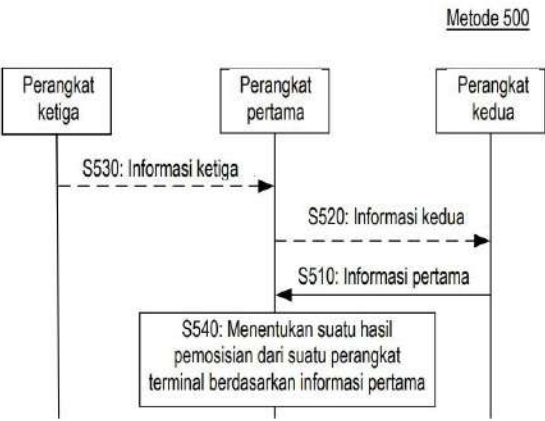 Metode 500
Perangkat
ketiga
Perangkat
pertama
Perangkat
kedua
S530: Informasi ketiga
S520: Informasi kedua
S510: Informasi pertama
S540: Menentukan suatu hasil
pemosisian dari suatu perangkat
terminal berdasarkan informasi pertama